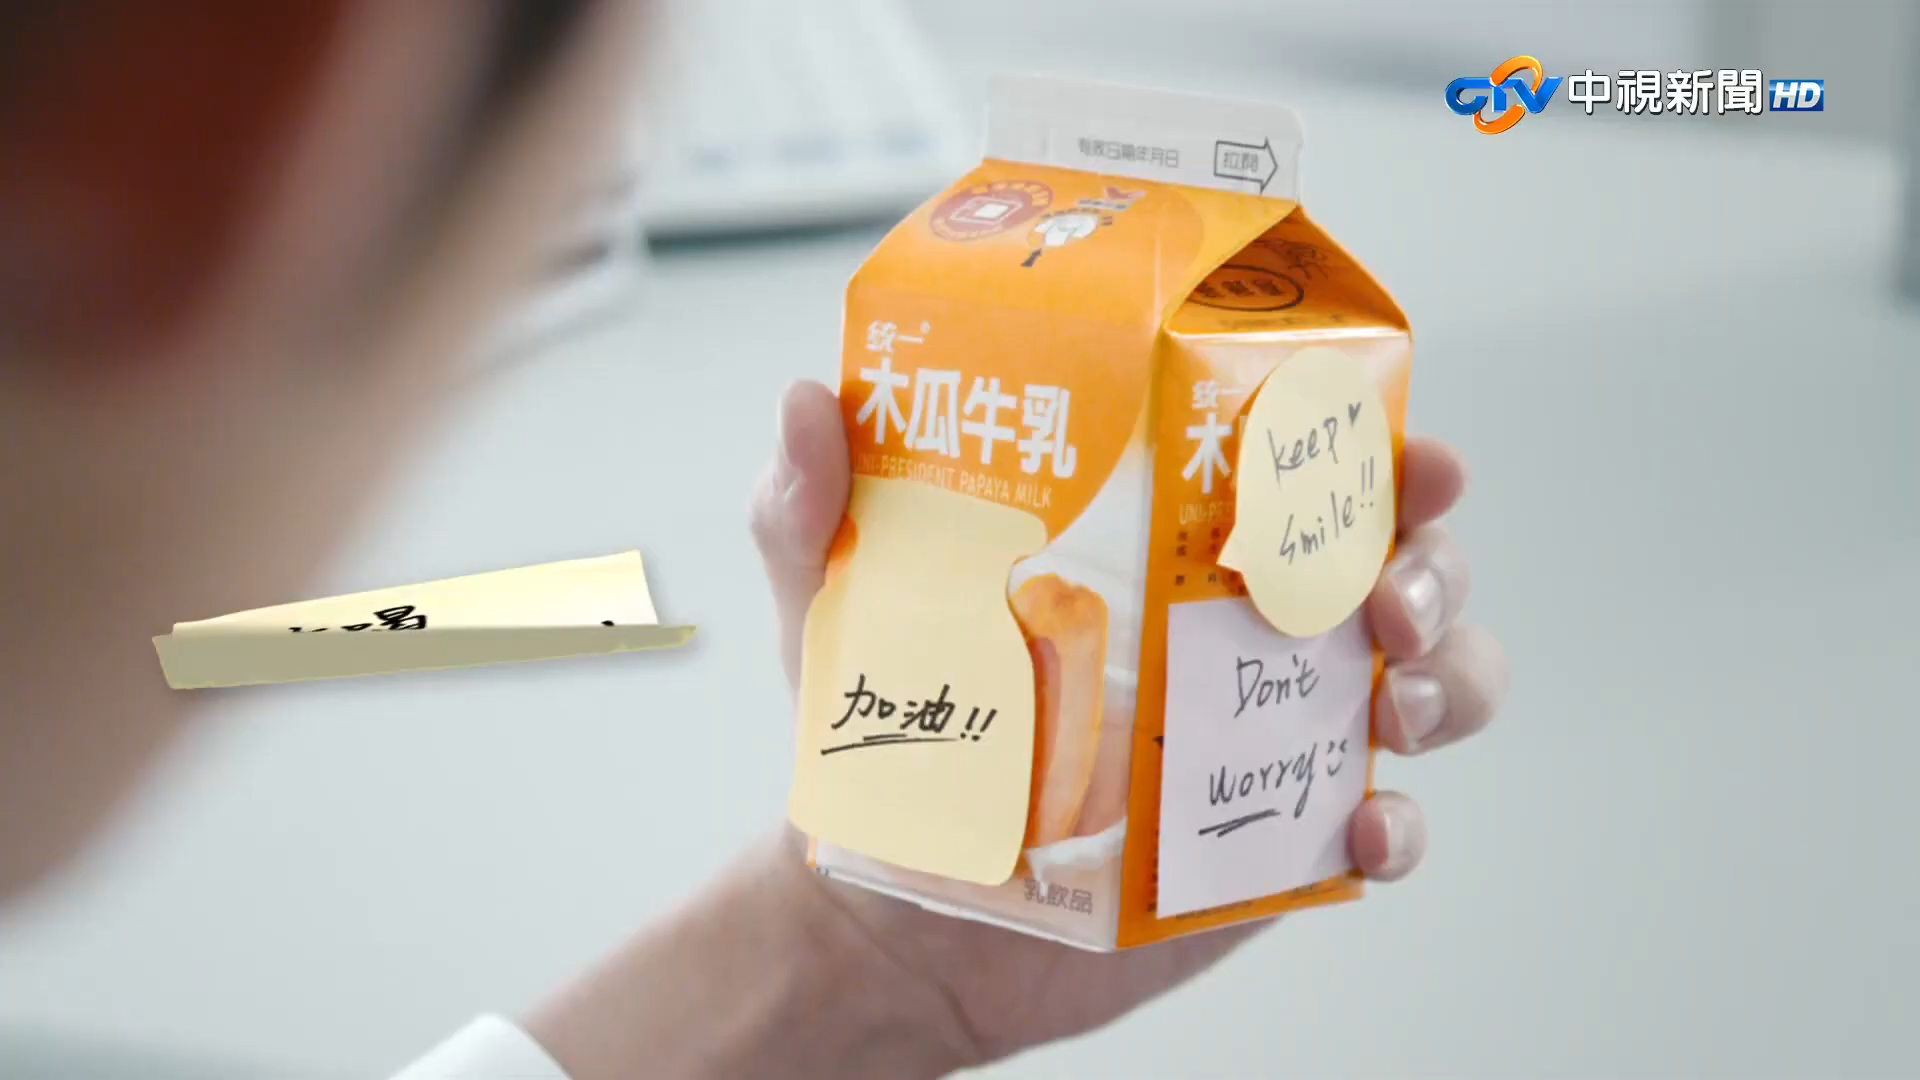 CTV 中視新聞 HD
有效日期年月日
拉開
統一
木瓜牛乳
UNI-PRESIDENT PAPAYA MILK
加油!!
乳飲品
統一
木
keep
smile!!
Don't
worry